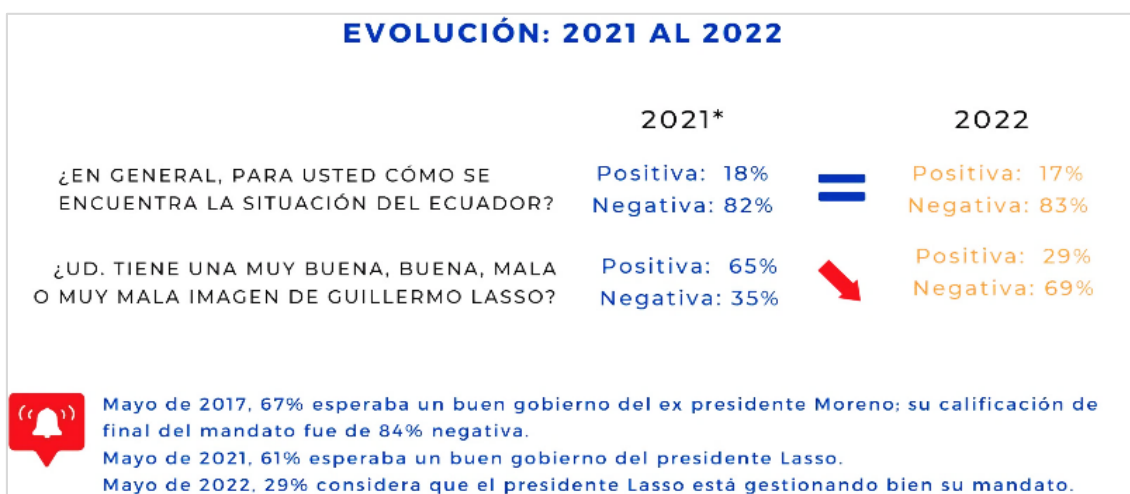 EVOLUCIÓN: 2021 AL 2022
2021* 2022
¿EN GENERAL, PARA USTED CÓMO SE
ENCUENTRA LA SITUACIÓN DEL ECUADOR?
Positiva: 18%
Negativa: 82%
=
Positiva: 17%
Negativa: 83%
¿UD. TIENE UNA MUY BUENA, BUENA, MALA
O MUY MALA IMAGEN DE GUILLERMO LASSO?
Positiva: 65%
Negativa: 35%
Positiva: 29%
Negativa: 69%
Mayo de 2017, 67% esperaba un buen gobierno del ex presidente Moreno; su calificación de
final del mandato fue de 84% negativa.
Mayo de 2021, 61% esperaba un buen gobierno del presidente Lasso.
Mayo de 2022, 29% considera que el presidente Lasso está gestionando bien su mandato.